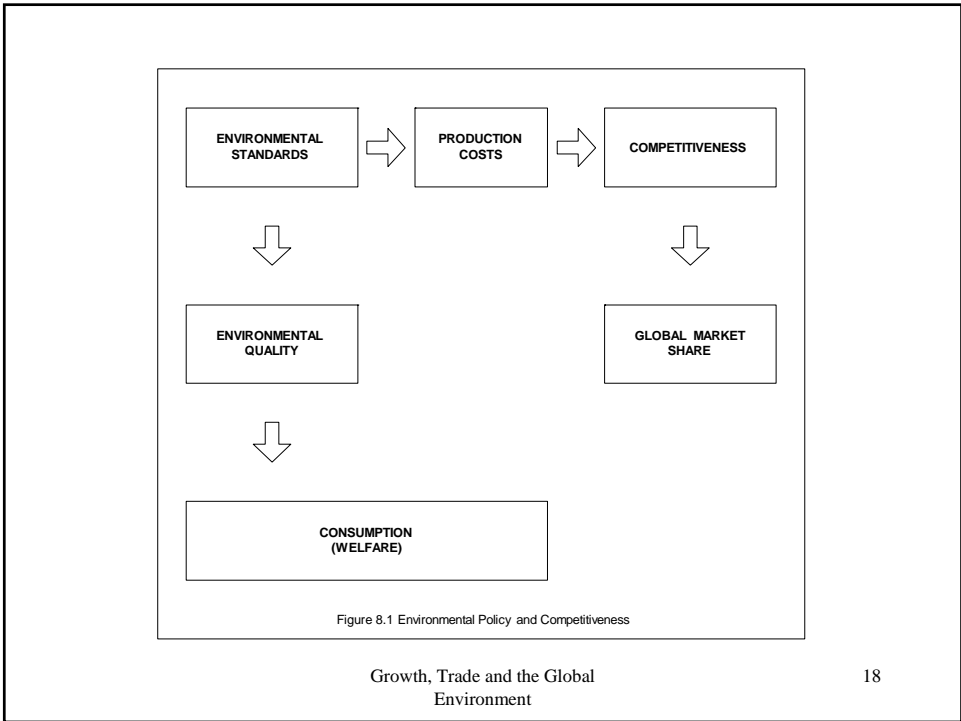 ENVIRONMENTAL
STANDARDS
PRODUCTION
COSTS
COMPETITIVENESS
ENVIRONMENTAL
QUALITY
GLOBAL MARKET
SHARE
CONSUMPTION
(WELFARE)
Figure 8.1 Environmental Policy and Competitiveness
Growth, Trade and the Global
Environment
18